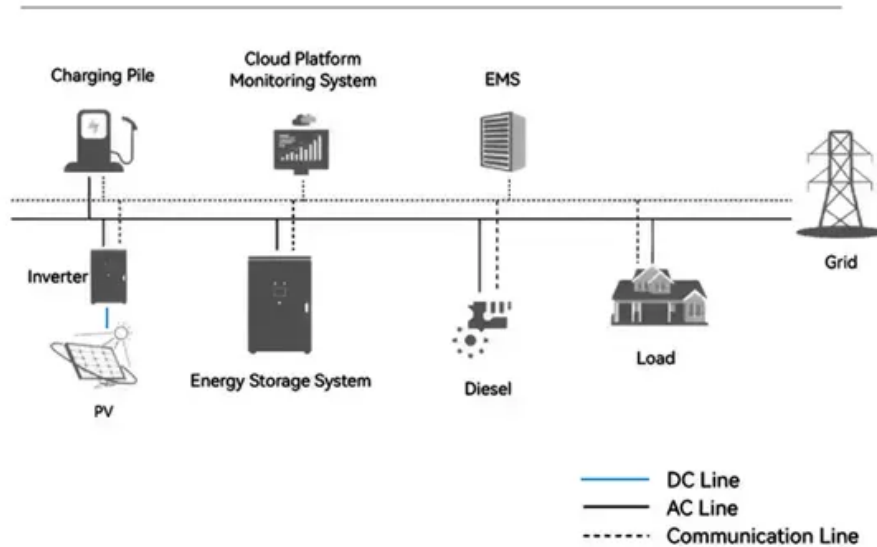 Charging Pile
Cloud Platform
Monitoring System
EMS
Inverter
Grid
Energy Storage System
Diesel
Load
PV
DC Line
AC Line
Communication Line